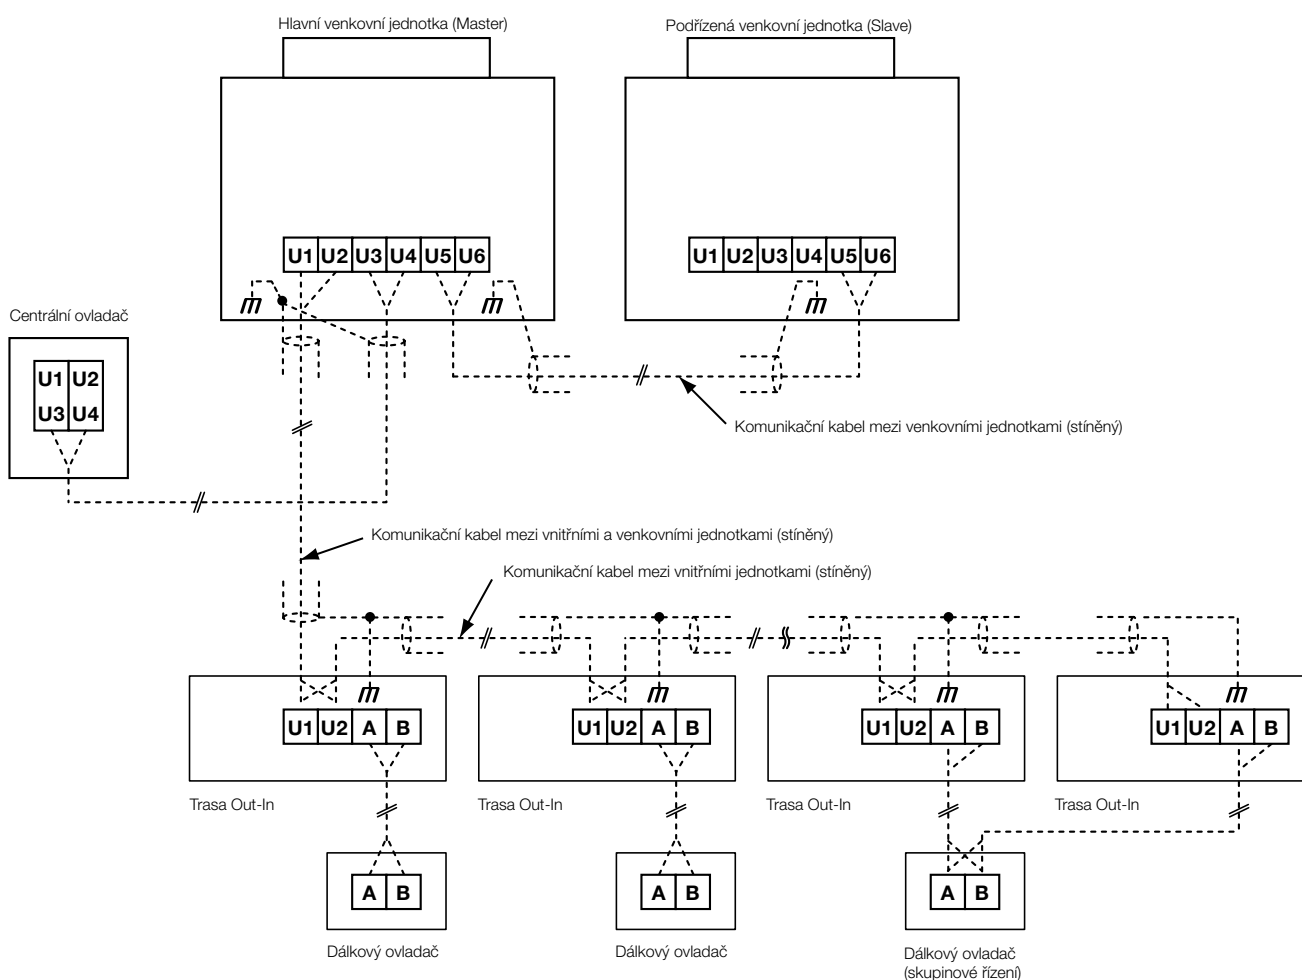 Hlavní venkovní jednotka (Master)
Podřízená venkovní jednotka (Slave)
U1 U2 U3 U4 U5 U6
U1 U2 U3 U4 U5 U6
Centrální ovladač
U1 U2
U3 U4
Komunikační kabel mezi venkovními jednotkami (stíněný)
Komunikační kabel mezi vnitřními a venkovními jednotkami (stíněný)
Komunikační kabel mezi vnitřními jednotkami (stíněný)
U1 U2 A B
U1 U2 A B
U1 U2 A B
U1 U2 A B
Trasa Out-In
Trasa Out-In
Trasa Out-In
Trasa Out-In
A B
A B
A B
Dálkový ovladač
Dálkový ovladač
Dálkový ovladač
(skupinové řízení)